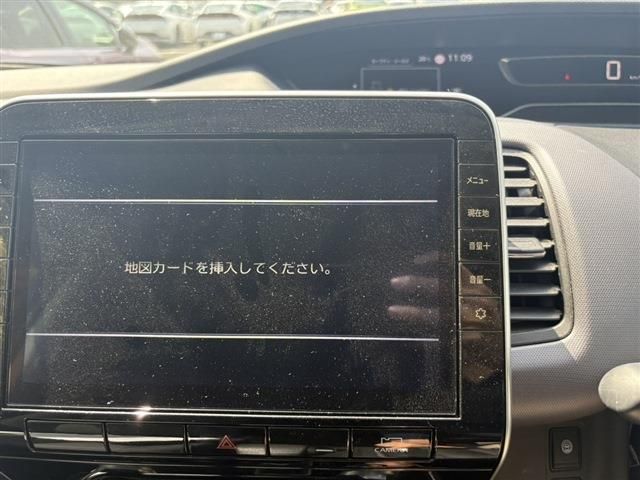 11:09
0
メニュー
現在地
音量＋
地図カードを挿入してください。
音量－
CAMERA